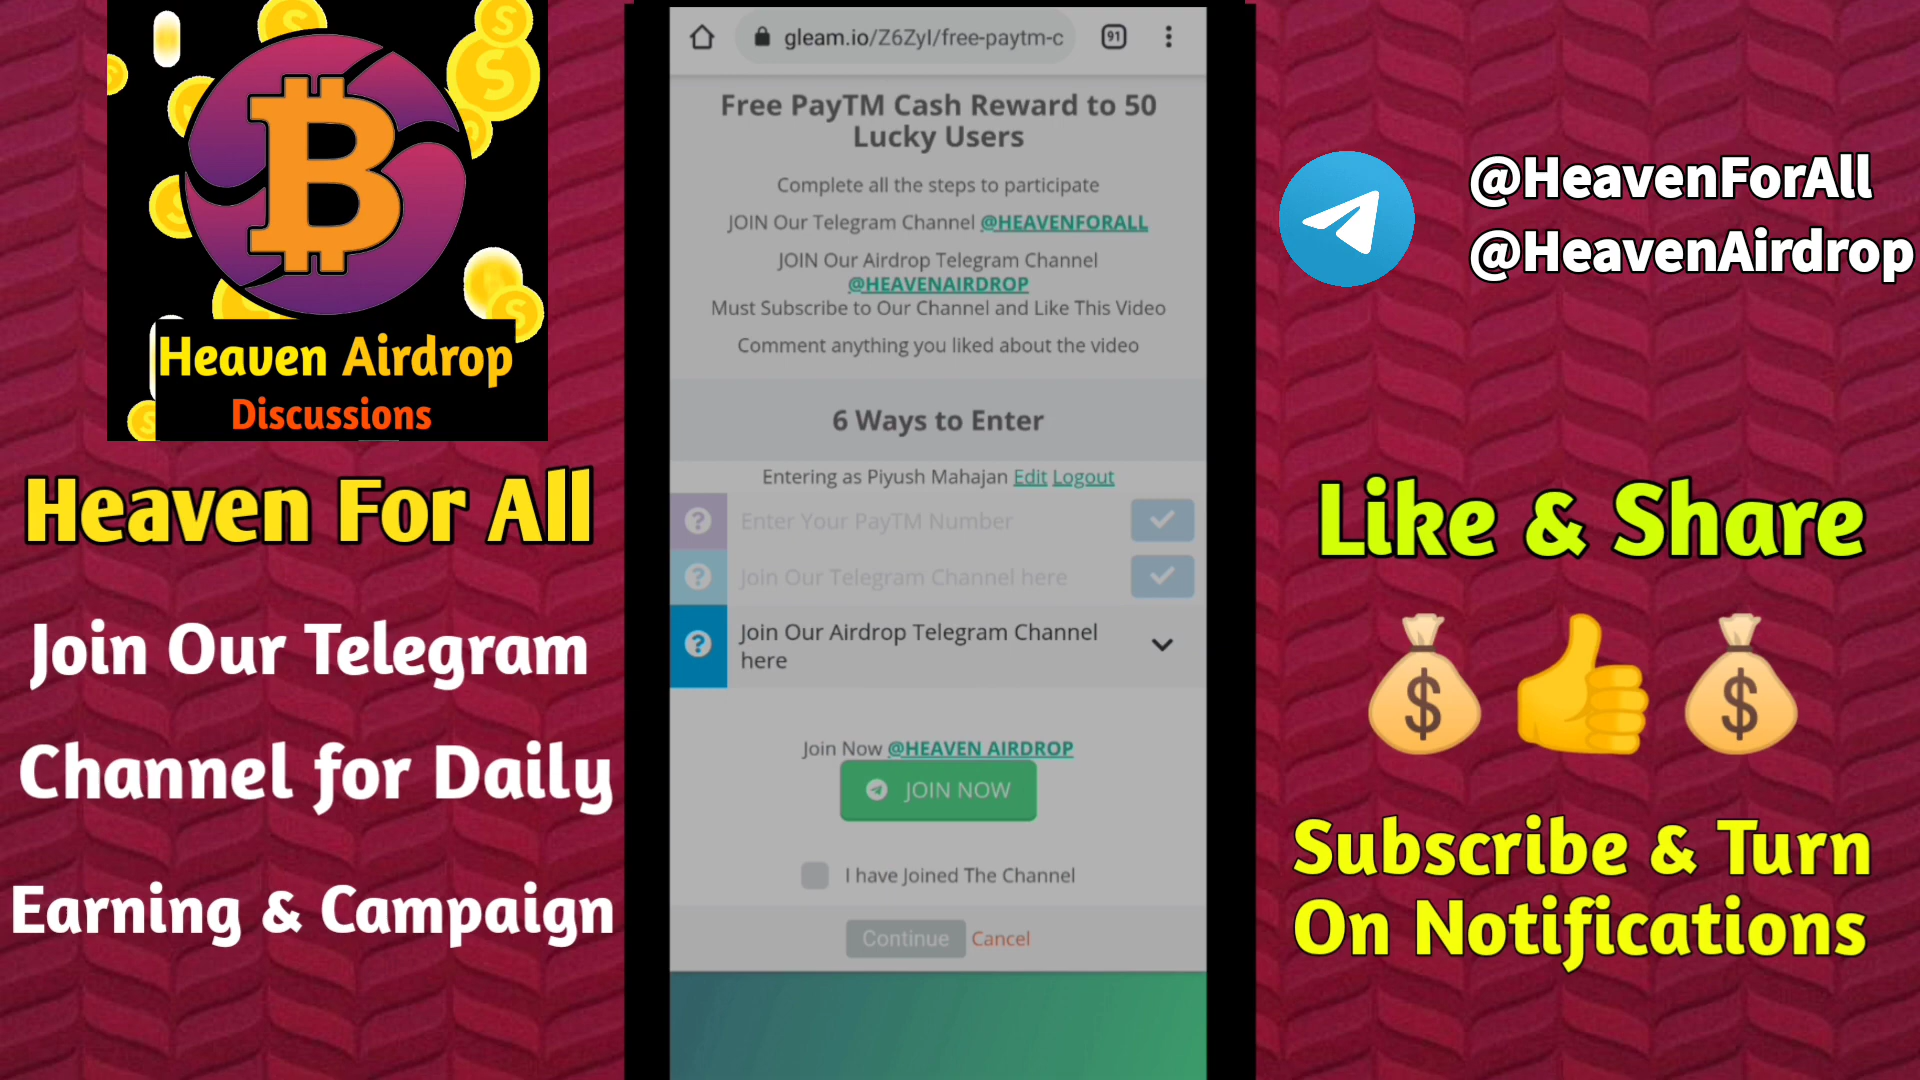 Heaven Airdrop
Discussions
Heaven For All
Join Our Telegram
Channel for Daily
Earning & Campaign
gleam.io/Z6ZyI/free-paytm-c
91
Free PayTM Cash Reward to 50
Lucky Users
Complete all the steps to participate
JOIN Our Telegram Channel @HEAVENFORALL
JOIN Our Airdrop Telegram Channel
@HEAVENAIRDROP
Must Subscribe to Our Channel and Like This Video
Comment anything you liked about the video
6 Ways to Enter
Entering as Piyush Mahajan Edit Logout
Enter Your PayTM Number
Join Our Telegram Channel here
Join Our Airdrop Telegram Channel
here
Join Now @HEAVEN AIRDROP
JOIN NOW
I have Joined The Channel
Continue Cancel
@HeavenForAll
@HeavenAirdrop
Like & Share
Subscribe & Turn
On Notifications